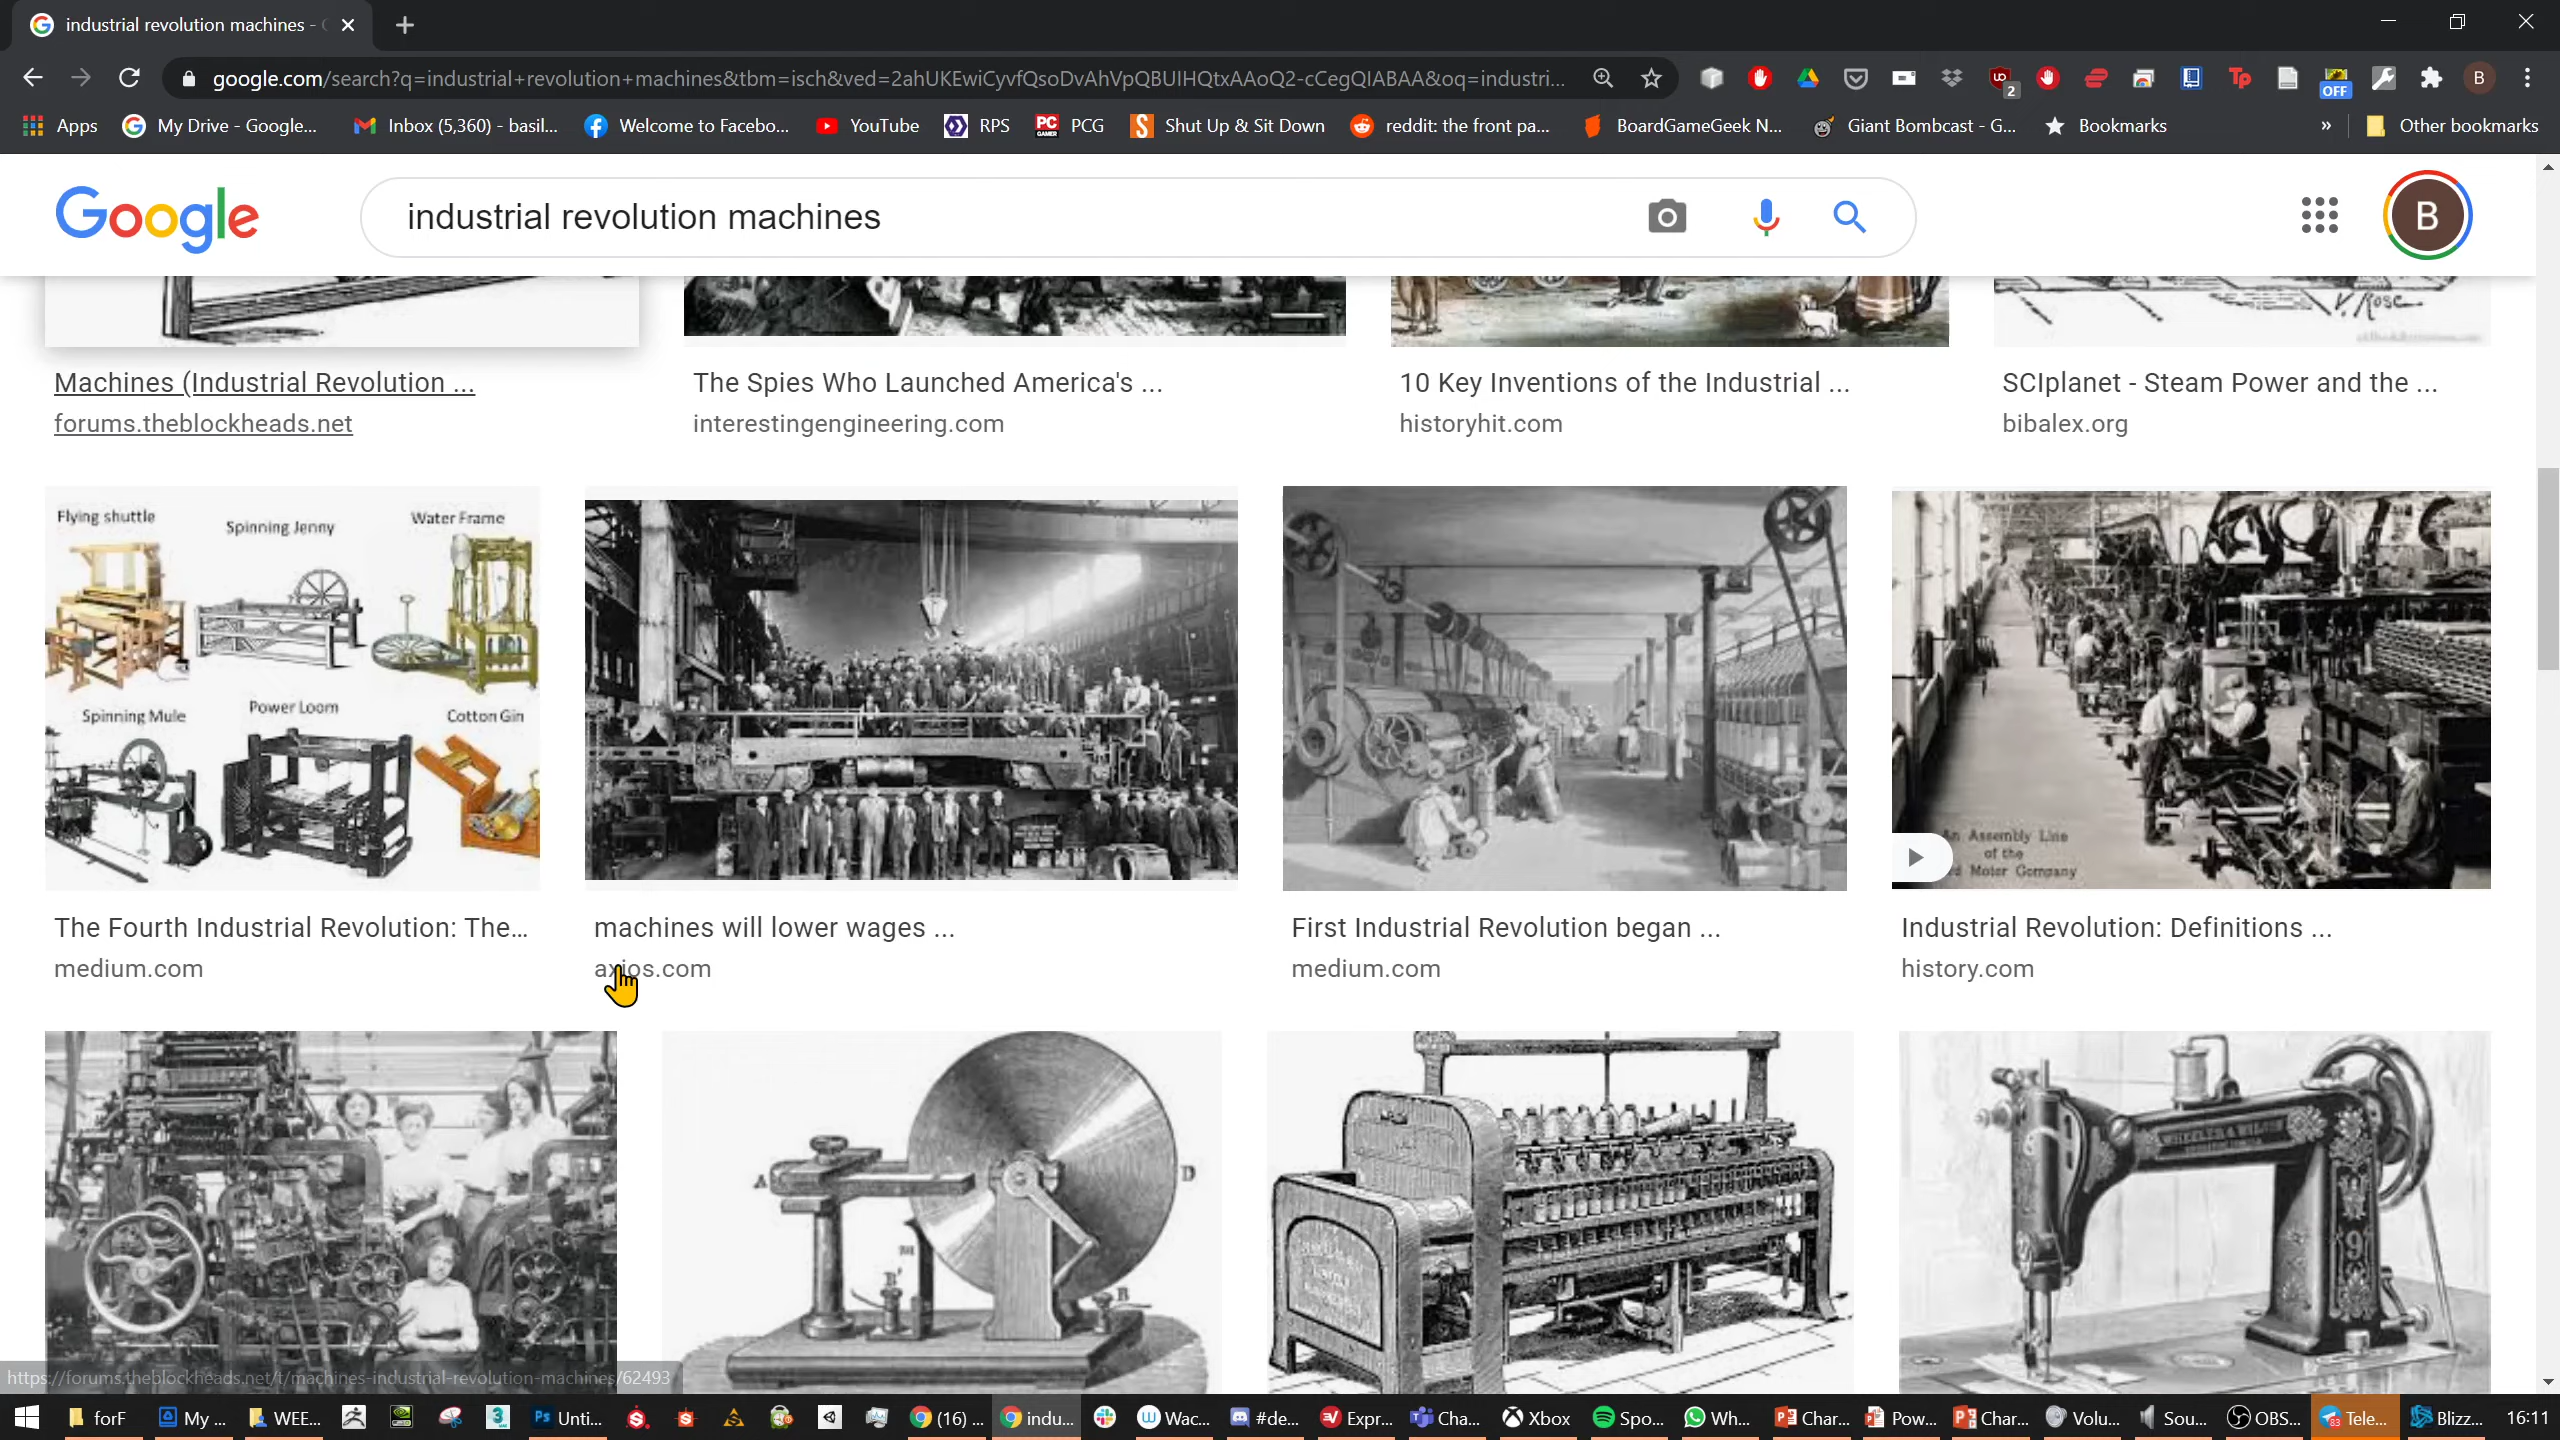 industrial revolution machines -
google.com/search?q=industrial+revolution+machines&tbm=isch&ved=2ahUKEwiCyvfQsoDvAhVpQBUIHQtxAAoQ2-cCegQIABAA&oq=industri...
2
OFF
B
Apps
My Drive - Google...
Inbox (5,360) - basil...
Welcome to Facebo...
YouTube
RPS
PCG
Shut Up & Sit Down
reddit: the front pa...
BoardGameGeek N...
Giant Bombcast - G...
Bookmarks
»
Other bookmarks
Google
industrial revolution machines
B
V. Rose
Machines (Industrial Revolution ...
forums.theblockheads.net
The Spies Who Launched America's ...
interestingengineering.com
10 Key Inventions of the Industrial ...
historyhit.com
SCIplanet - Steam Power and the ...
bibalex.org
Flying shuttle
Spinning Jenny
Water Frame
Spinning Mule
Power Loom
Cotton Gin
An Assembly Line
of the
Motor Company
The Fourth Industrial Revolution: The...
medium.com
machines will lower wages ...
axios.com
First Industrial Revolution began ...
medium.com
Industrial Revolution: Definitions ...
history.com
A
D
B
WHEELER & WILSON
9
https://forums.theblockheads.net/t/machines-industrial-revolution-machines/62493
forF
My ...
WEE...
Unti...
(16) ...
indu...
Wac...
#de...
Expr...
Cha...
Xbox
Spo...
Wh...
Char...
Pow...
Char...
Volu...
Sou...
OBS...
Tele...
Blizz...
16:11